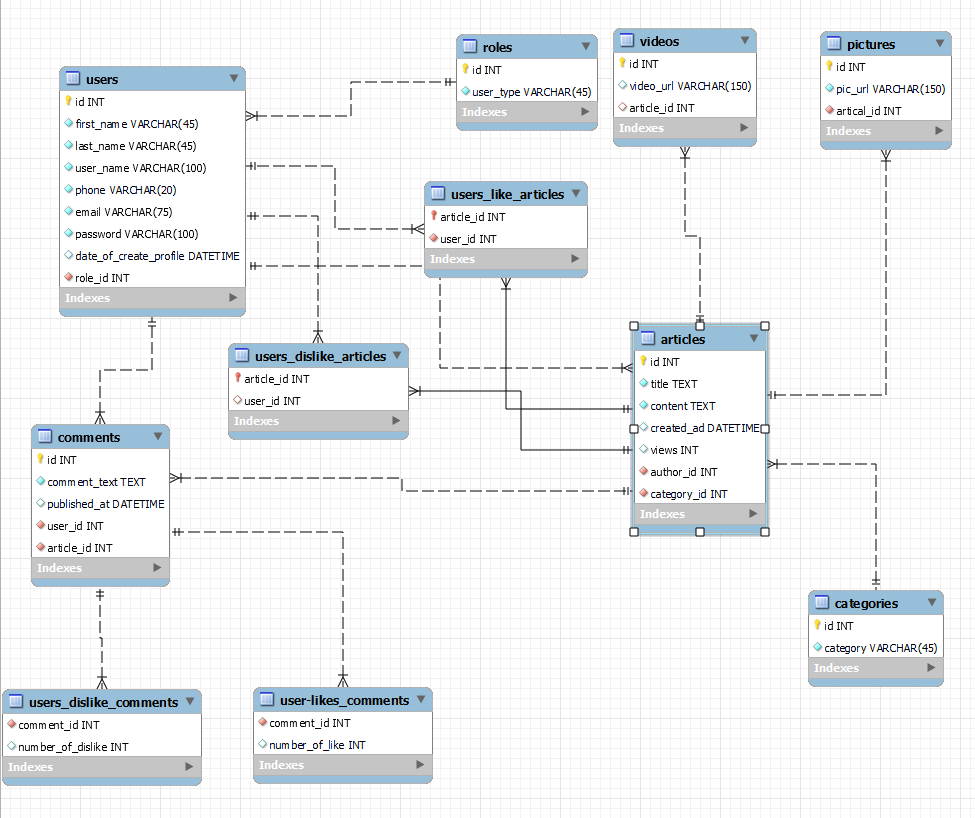 roles
id INT
user_type VARCHAR(45)
Indexes
videos
id INT
video_url VARCHAR(150)
article_id INT
Indexes
pictures
id INT
pic_url VARCHAR(150)
artical_id INT
Indexes
users
id INT
first_name VARCHAR(45)
last_name VARCHAR(45)
user_name VARCHAR(100)
phone VARCHAR(20)
email VARCHAR(75)
password VARCHAR(100)
date_of_create_profile DATETIME
role_id INT
Indexes
users_like_articles
article_id INT
user_id INT
Indexes
users_dislike_articles
article_id INT
user_id INT
Indexes
articles
id INT
title TEXT
content TEXT
created_ad DATETIME
views INT
author_id INT
category_id INT
Indexes
comments
id INT
comment_text TEXT
published_at DATETIME
user_id INT
article_id INT
Indexes
categories
id INT
category VARCHAR(45)
Indexes
users_dislike_comments
comment_id INT
number_of_dislike INT
Indexes
user-likes_comments
comment_id INT
number_of_like INT
Indexes